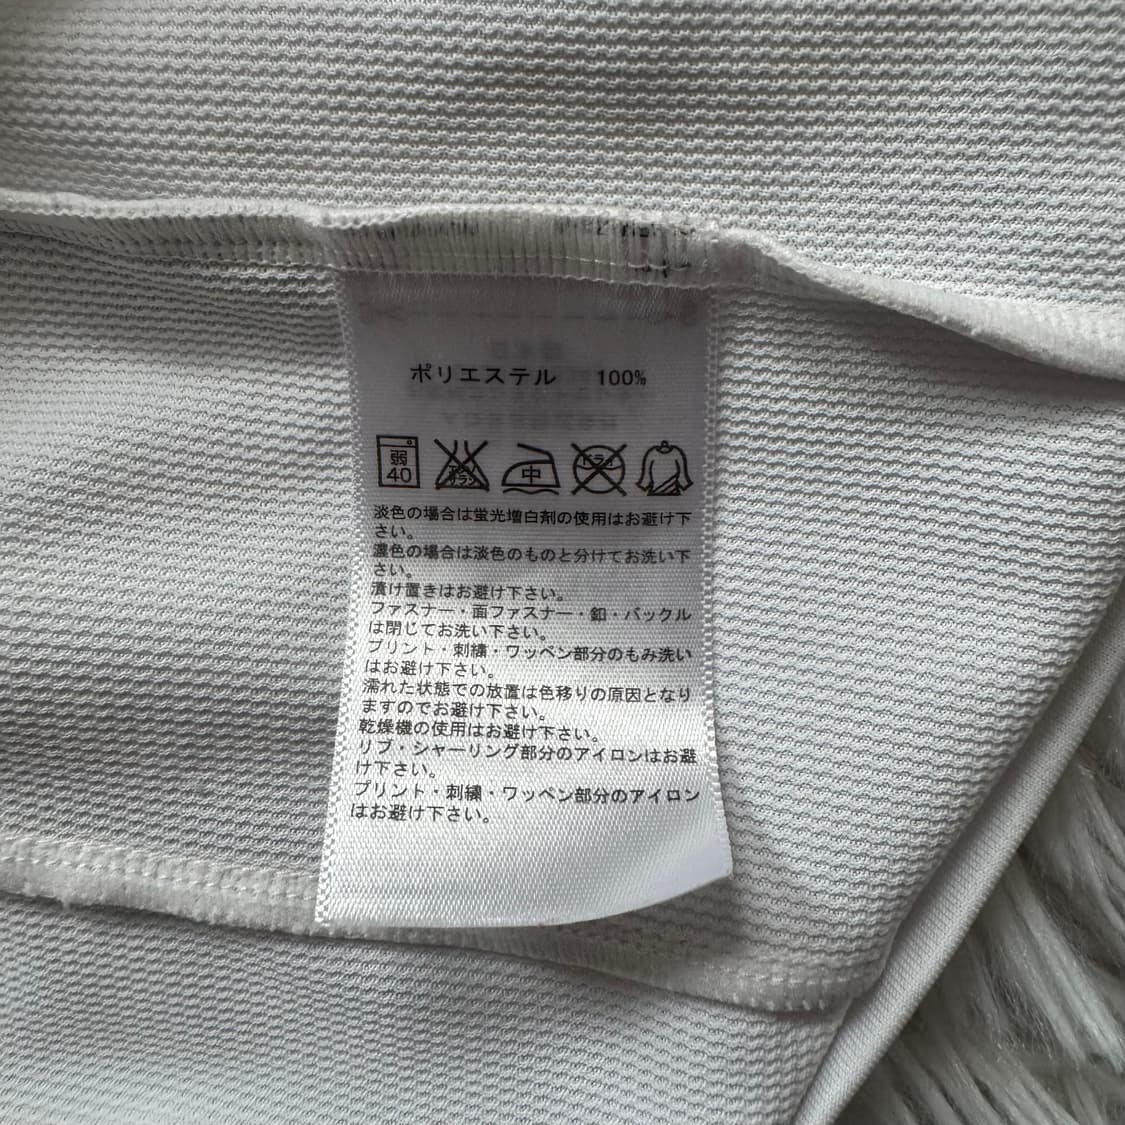 ポリエステル 100%
弱 40 エンソ サラシ 中 ドライ
淡色の場合は蛍光増白剤の使用はお避け下
さい。
濃色の場合は淡色のものと分けてお洗い下
さい。
漬け置きはお避け下さい。
ファスナー・面ファスナー・釦・バックル
は閉じてお洗い下さい。
プリント・刺繍・ワッペン部分のもみ洗い
はお避け下さい。
濡れた状態での放置は色移りの原因となり
ますのでお避け下さい。
乾燥機の使用はお避け下さい。
リブ・シャーリング部分のアイロンはお避
け下さい。
プリント・刺繍・ワッペン部分のアイロン
はお避け下さい。